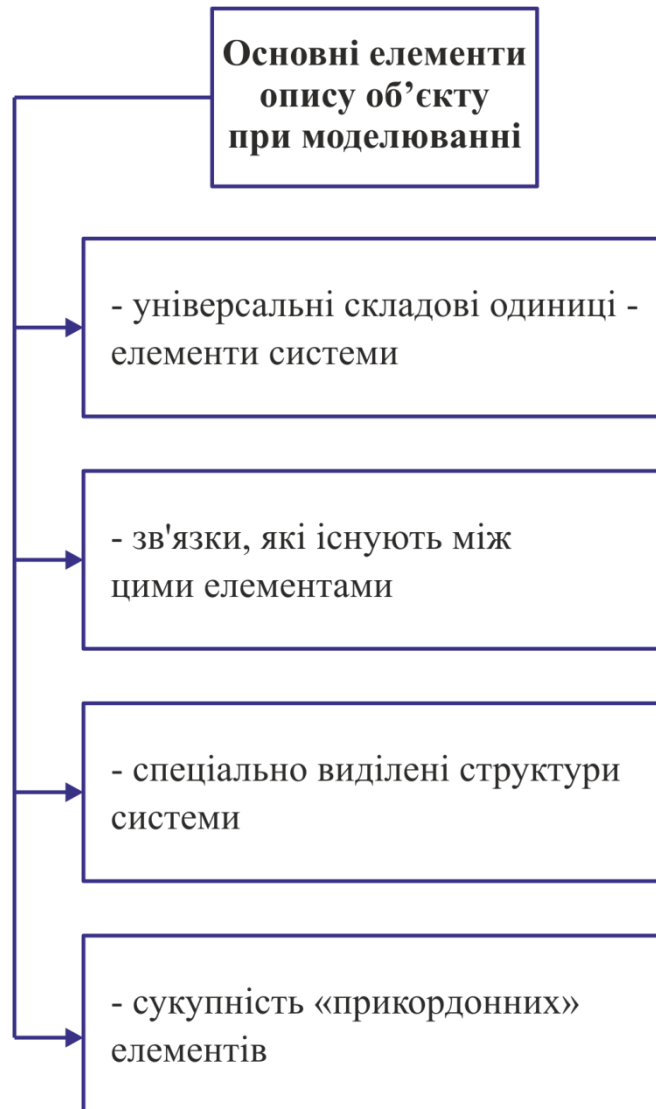 Основні елементи
опису об’єкту
при моделюванні
- універсальні складові одиниці -
елементи системи
- зв'язки, які існують між
цими елементами
- спеціально виділені структури
системи
- сукупність «прикордонних»
елементів